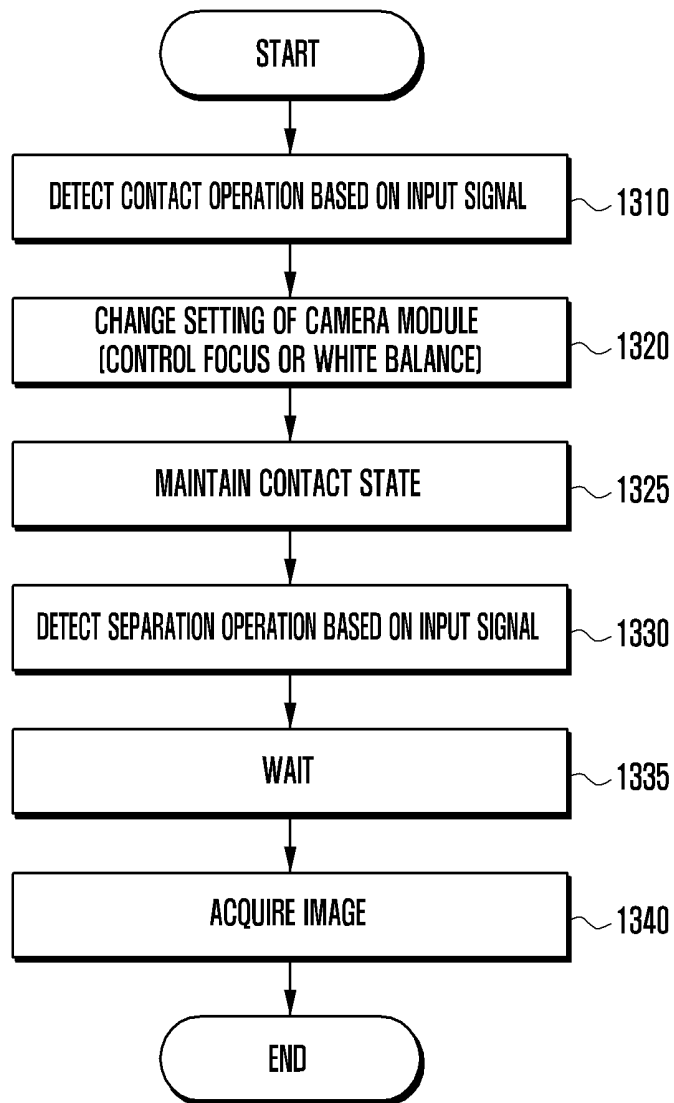 START
DETECT CONTACT OPERATION BASED ON INPUT SIGNAL
1310
CHANGE SETTING OF CAMERA MODULE
(CONTROL FOCUS OR WHITE BALANCE)
1320
MAINTAIN CONTACT STATE
1325
DETECT SEPARATION OPERATION BASED ON INPUT SIGNAL
1330
WAIT
1335
ACQUIRE IMAGE
1340
END